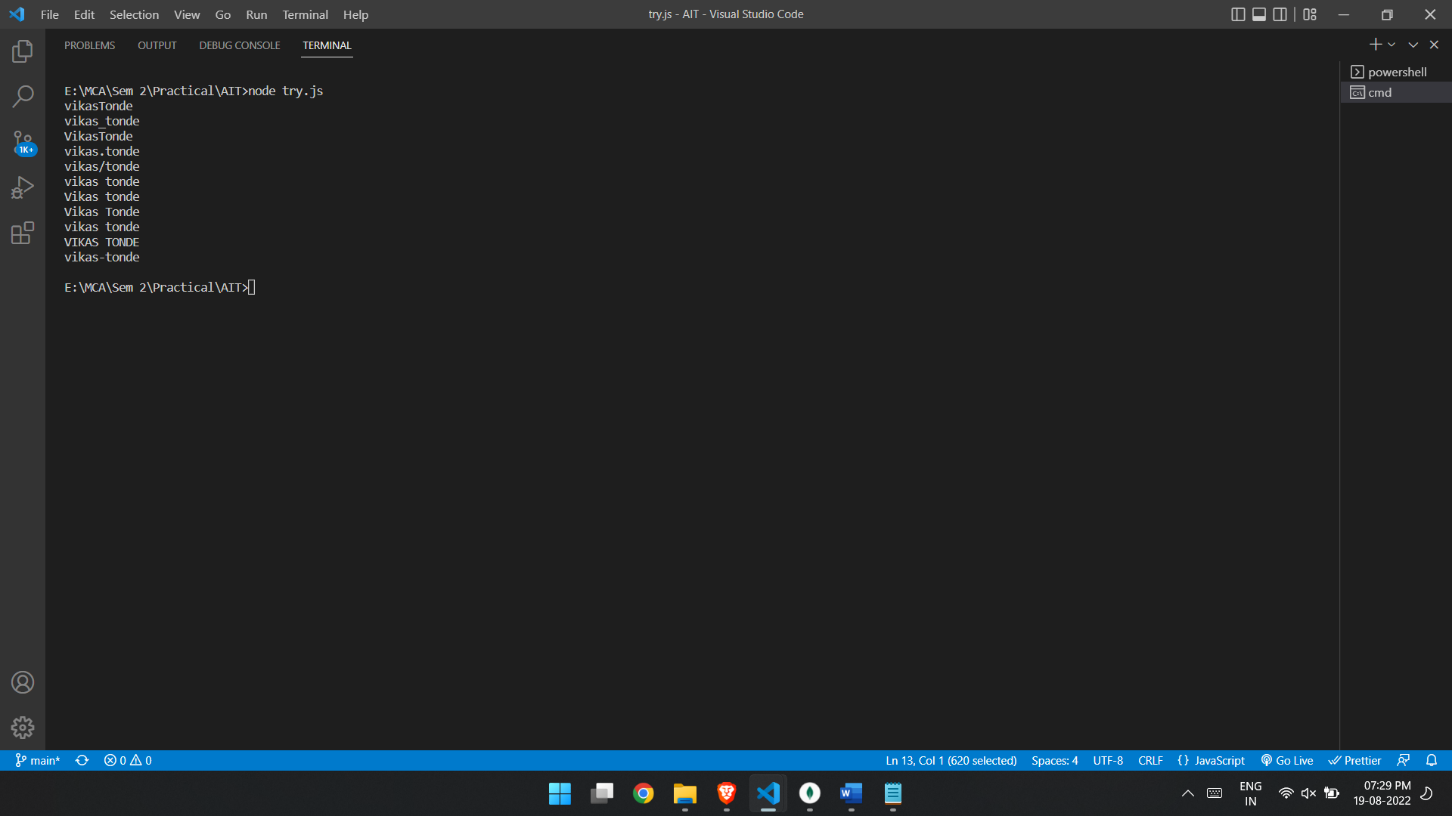 File Edit Selection View Go Run Terminal Help
try.js - AIT - Visual Studio Code
PROBLEMS OUTPUT DEBUG CONSOLE TERMINAL
powershell
cmd
1K+
E:\MCA\Sem 2\Practical\AIT>node try.js
vikasTonde
vikas_tonde
VikasTonde
vikas.tonde
vikas/tonde
vikas tonde
Vikas tonde
Vikas Tonde
vikas tonde
VIKAS TONDE
vikas-tonde
E:\MCA\Sem 2\Practical\AIT>
main* 0 0 Ln 13, Col 1 (620 selected) Spaces: 4 UTF-8 CRLF {} JavaScript Go Live Prettier
ENG 07:29 PM
IN 19-08-2022